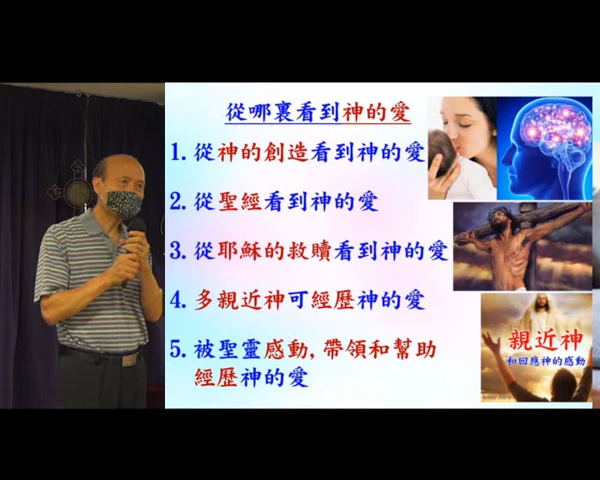 從哪裏看到神的愛
1. 從神的創造看到神的愛
2. 從聖經看到神的愛
3. 從耶穌的救贖看到神的愛
4. 多親近神可經歷神的愛
5. 被聖靈感動, 帶領和幫助
經歷神的愛
親近神
和回應神的感動